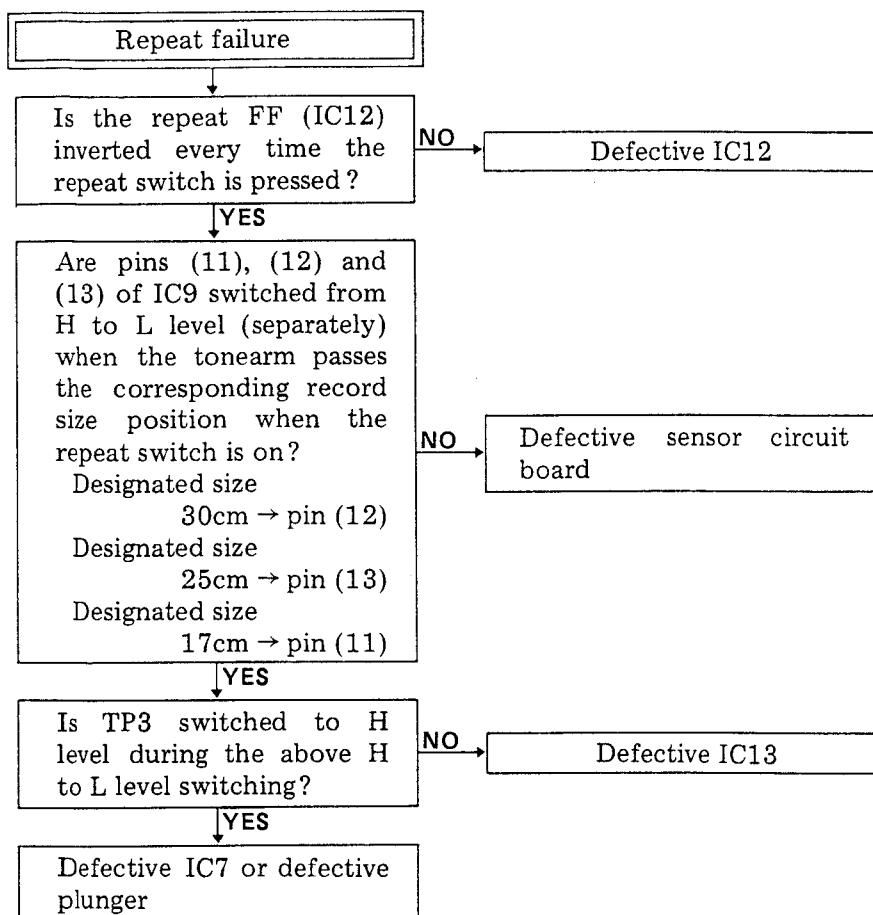 Repeat failure
Is the repeat FF (IC12)
inverted every time the
repeat switch is pressed?
NO
Defective IC12
YES
Are pins (11), (12) and
(13) of IC9 switched from
H to L level (separately)
when the tonearm passes
the corresponding record
size position when the
repeat switch is on?
Designated size
30cm → pin (12)
Designated size
25cm → pin (13)
Designated size
17cm → pin (11)
NO
Defective sensor circuit
board
YES
Is TP3 switched to H
level during the above H
to L level switching?
NO
Defective IC13
YES
Defective IC7 or defective
plunger